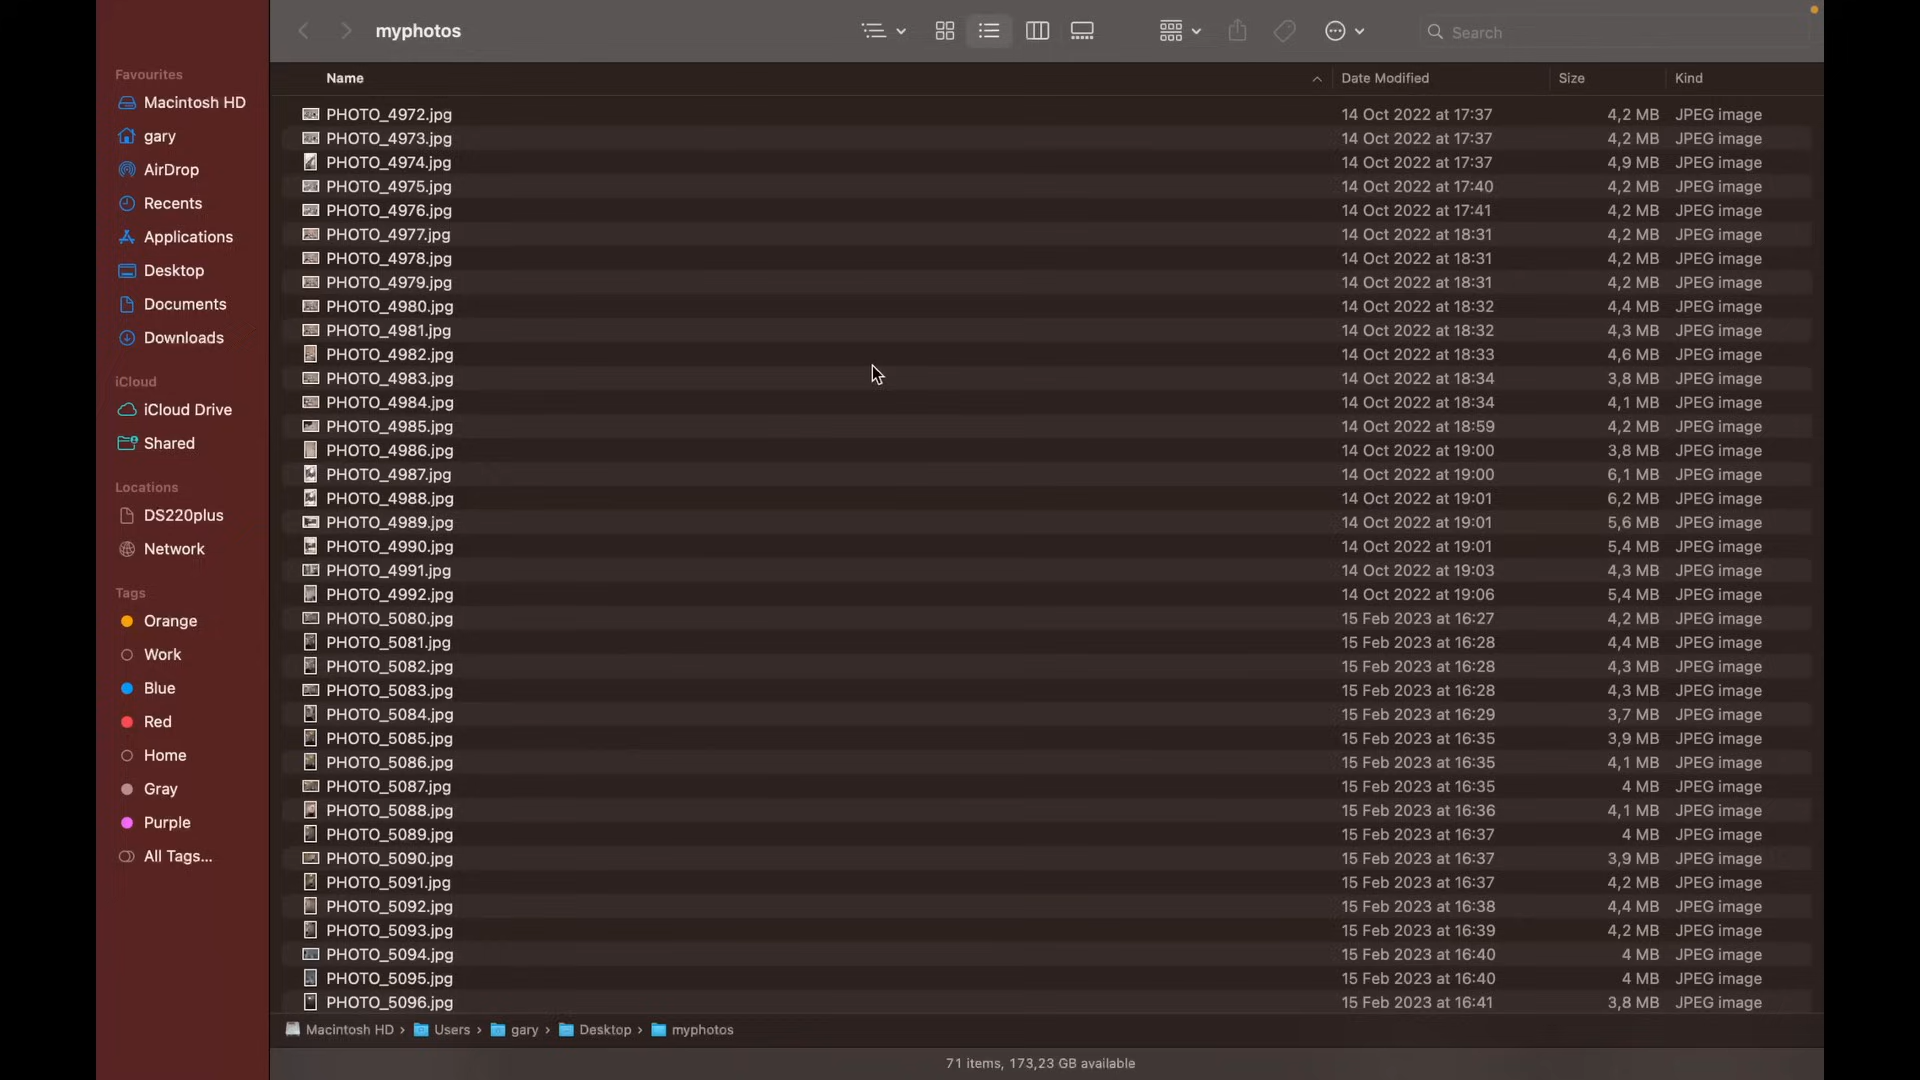 myphotos
Search
Favourites
Macintosh HD
gary
AirDrop
Recents
Applications
Desktop
Documents
Downloads
iCloud
iCloud Drive
Shared
Locations
DS220plus
Network
Tags
Orange
Work
Blue
Red
Home
Gray
Purple
All Tags...
Name Date Modified Size Kind
PHOTO_4972.jpg 14 Oct 2022 at 17:37 4,2 MB JPEG image
PHOTO_4973.jpg 14 Oct 2022 at 17:37 4,2 MB JPEG image
PHOTO_4974.jpg 14 Oct 2022 at 17:37 4,9 MB JPEG image
PHOTO_4975.jpg 14 Oct 2022 at 17:40 4,2 MB JPEG image
PHOTO_4976.jpg 14 Oct 2022 at 17:41 4,2 MB JPEG image
PHOTO_4977.jpg 14 Oct 2022 at 18:31 4,2 MB JPEG image
PHOTO_4978.jpg 14 Oct 2022 at 18:31 4,2 MB JPEG image
PHOTO_4979.jpg 14 Oct 2022 at 18:31 4,2 MB JPEG image
PHOTO_4980.jpg 14 Oct 2022 at 18:32 4,4 MB JPEG image
PHOTO_4981.jpg 14 Oct 2022 at 18:32 4,3 MB JPEG image
PHOTO_4982.jpg 14 Oct 2022 at 18:33 4,6 MB JPEG image
PHOTO_4983.jpg 14 Oct 2022 at 18:34 3,8 MB JPEG image
PHOTO_4984.jpg 14 Oct 2022 at 18:34 4,1 MB JPEG image
PHOTO_4985.jpg 14 Oct 2022 at 18:59 4,2 MB JPEG image
PHOTO_4986.jpg 14 Oct 2022 at 19:00 3,8 MB JPEG image
PHOTO_4987.jpg 14 Oct 2022 at 19:00 6,1 MB JPEG image
PHOTO_4988.jpg 14 Oct 2022 at 19:01 6,2 MB JPEG image
PHOTO_4989.jpg 14 Oct 2022 at 19:01 5,6 MB JPEG image
PHOTO_4990.jpg 14 Oct 2022 at 19:01 5,4 MB JPEG image
PHOTO_4991.jpg 14 Oct 2022 at 19:03 4,3 MB JPEG image
PHOTO_4992.jpg 14 Oct 2022 at 19:06 5,4 MB JPEG image
PHOTO_5080.jpg 15 Feb 2023 at 16:27 4,2 MB JPEG image
PHOTO_5081.jpg 15 Feb 2023 at 16:28 4,4 MB JPEG image
PHOTO_5082.jpg 15 Feb 2023 at 16:28 4,3 MB JPEG image
PHOTO_5083.jpg 15 Feb 2023 at 16:28 4,3 MB JPEG image
PHOTO_5084.jpg 15 Feb 2023 at 16:29 3,7 MB JPEG image
PHOTO_5085.jpg 15 Feb 2023 at 16:35 3,9 MB JPEG image
PHOTO_5086.jpg 15 Feb 2023 at 16:35 4,1 MB JPEG image
PHOTO_5087.jpg 15 Feb 2023 at 16:35 4 MB JPEG image
PHOTO_5088.jpg 15 Feb 2023 at 16:36 4,1 MB JPEG image
PHOTO_5089.jpg 15 Feb 2023 at 16:37 4 MB JPEG image
PHOTO_5090.jpg 15 Feb 2023 at 16:37 3,9 MB JPEG image
PHOTO_5091.jpg 15 Feb 2023 at 16:37 4,2 MB JPEG image
PHOTO_5092.jpg 15 Feb 2023 at 16:38 4,4 MB JPEG image
PHOTO_5093.jpg 15 Feb 2023 at 16:39 4,2 MB JPEG image
PHOTO_5094.jpg 15 Feb 2023 at 16:40 4 MB JPEG image
PHOTO_5095.jpg 15 Feb 2023 at 16:40 4 MB JPEG image
PHOTO_5096.jpg 15 Feb 2023 at 16:41 3,8 MB JPEG image
Macintosh HD › Users › gary › Desktop › myphotos
71 items, 173,23 GB available